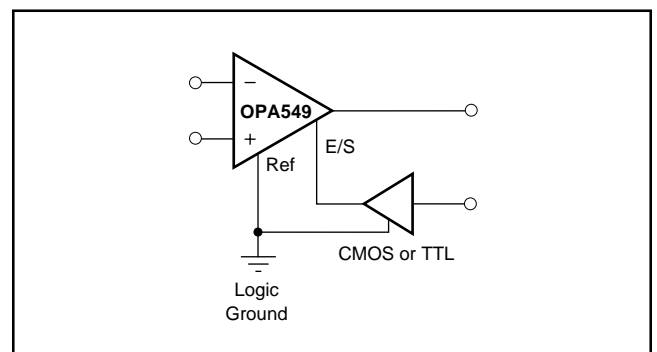 −
OPA549
+
E/S
Ref
CMOS or TTL
Logic
Ground